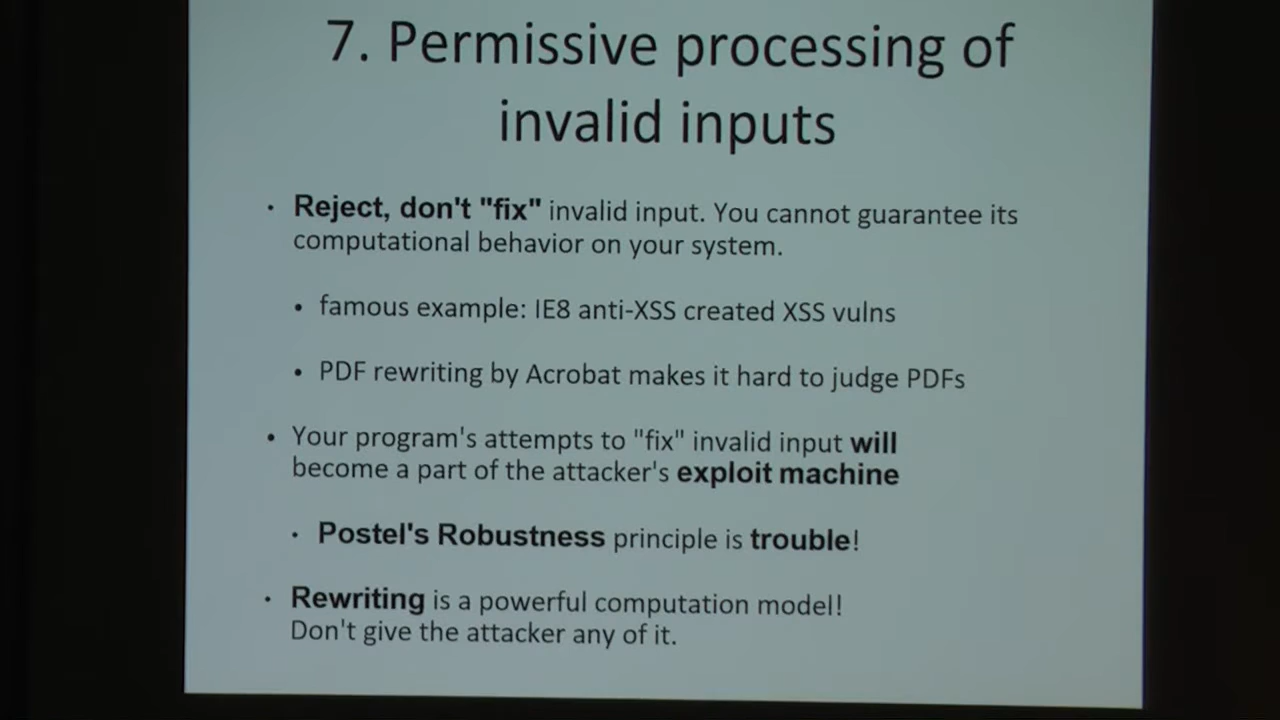 7. Permissive processing of
invalid inputs
• Reject, don't "fix" invalid input. You cannot guarantee its
computational behavior on your system.
• famous example: IE8 anti-XSS created XSS vulns
• PDF rewriting by Acrobat makes it hard to judge PDFs
• Your program's attempts to "fix" invalid input will
become a part of the attacker's exploit machine
• Postel's Robustness principle is trouble!
• Rewriting is a powerful computation model!
Don't give the attacker any of it.